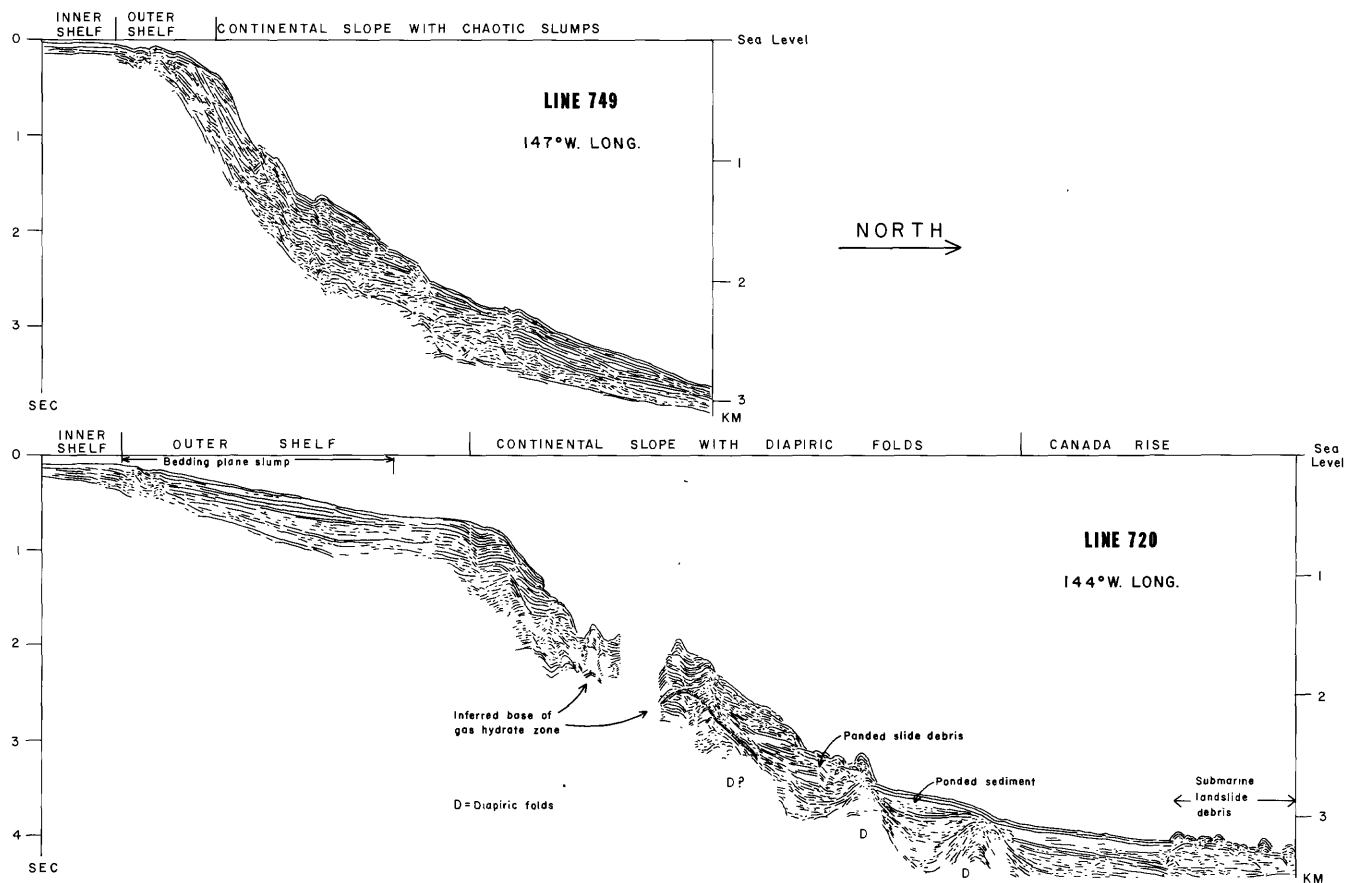 INNER SHELF
OUTER SHELF
CONTINENTAL SLOPE WITH CHAOTIC SLUMPS
0
Sea Level
LINE 749
147°W. LONG.
1
1
NORTH
2
2
3
3
SEC
KM
INNER SHELF
OUTER SHELF
CONTINENTAL SLOPE WITH DIAPIRIC FOLDS
CANADA RISE
0
Bedding plane slump
Sea
Level
LINE 720
144°W. LONG.
1
1
2
2
Inferred base of
gas hydrate zone
3
Ponded slide debris
D?
Ponded sediment
Submarine
landslide
debris
D = Diapiric folds
3
4
D
D
SEC
KM